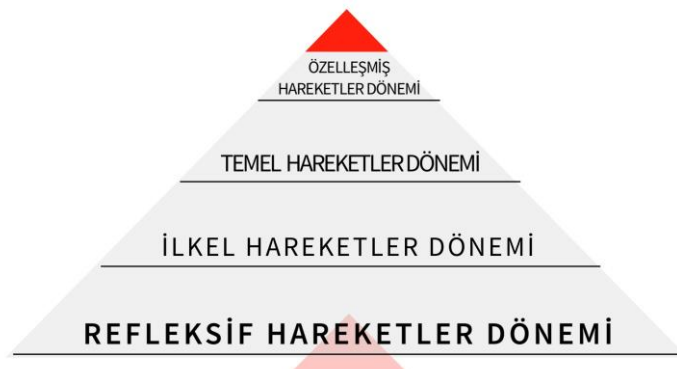 ÖZELLEŞMİŞ
HAREKETLER DÖNEMİ
TEMEL HAREKETLER DÖNEMİ
İLKEL HAREKETLER DÖNEMİ
REFLEKSİF HAREKETLER DÖNEMİ